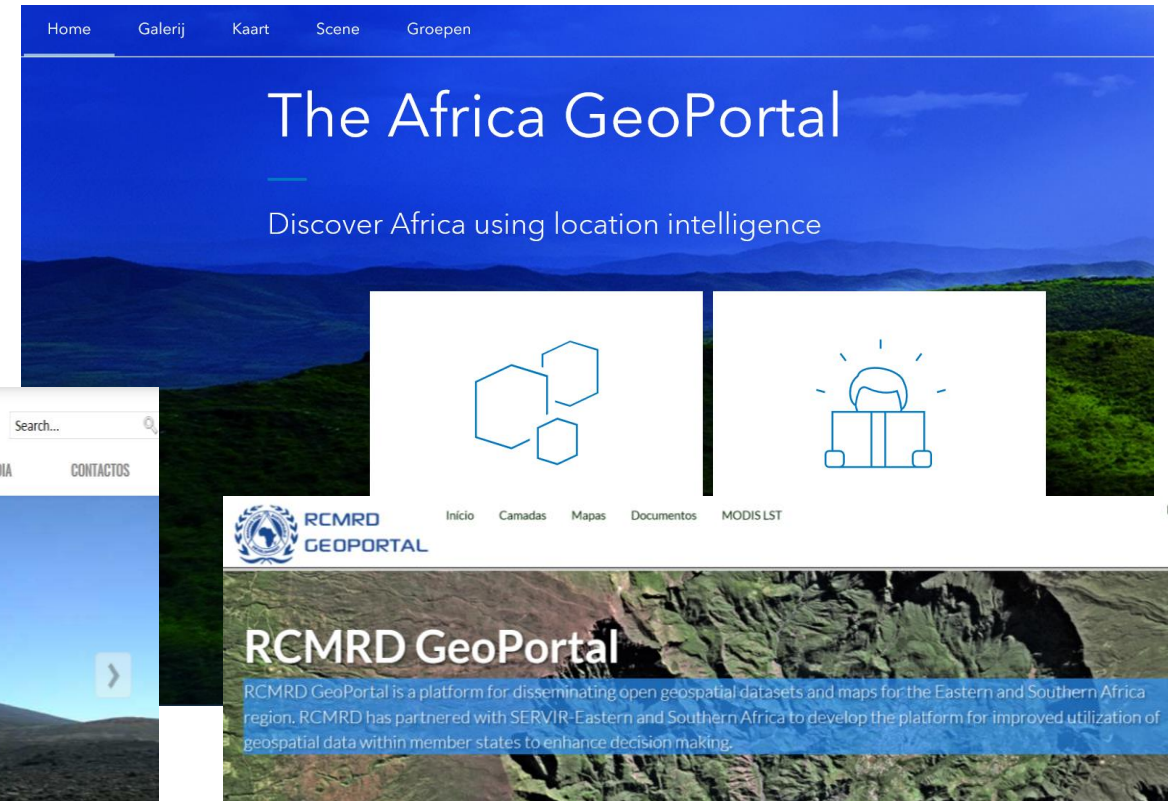 Home Galerij Kaart Scene Groepen
The Africa GeoPortal
Discover Africa using location intelligence
Search...
CONTACTOS
RCMRD
GEOPORTAL
Início Camadas Mapas Documentos MODIS LST
RCMRD GeoPortal
RCMRD GeoPortal is a platform for disseminating open geospatial datasets and maps for the Eastern and Southern Africa
region. RCMRD has partnered with SERVIR-Eastern and Southern Africa to develop the platform for improved utilization of
geospatial data within member states to enhance decision making.